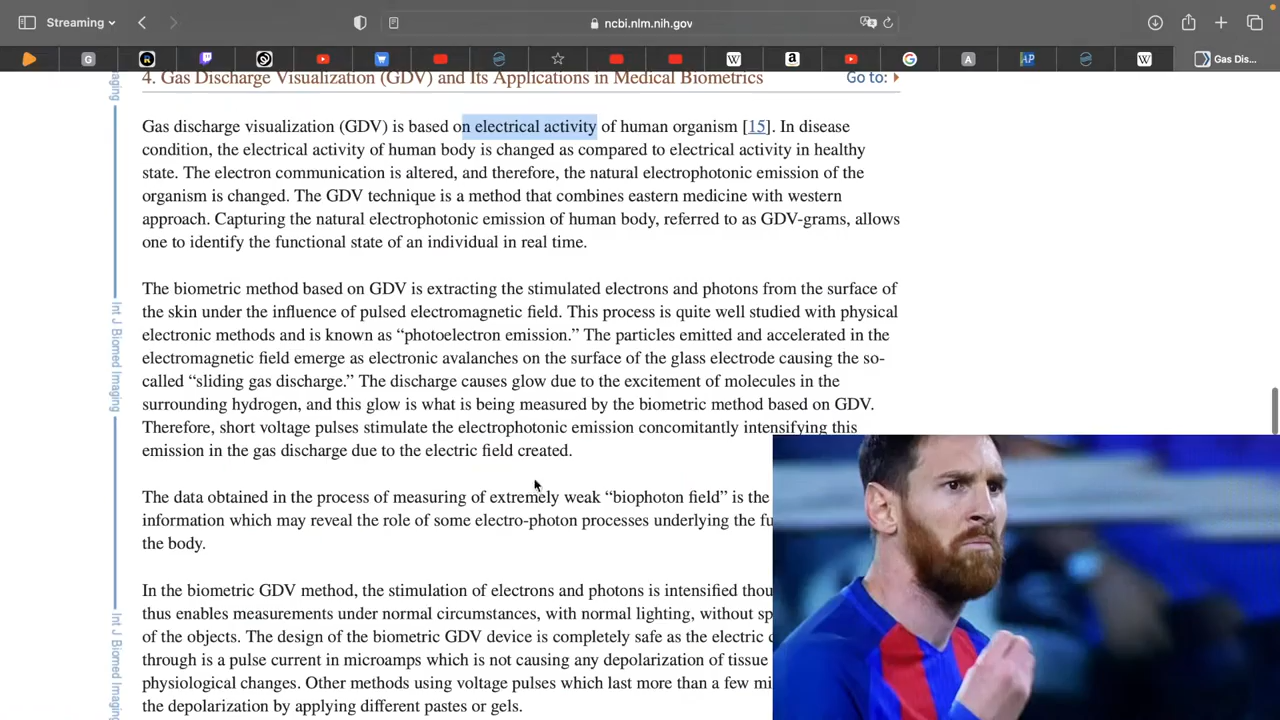 Streaming
ncbi.nlm.nih.gov
G
R
W
a
G
A
AP
W
Gas Dis...
4. Gas Discharge Visualization (GDV) and Its Applications in Medical Biometrics
Go to:
Gas discharge visualization (GDV) is based on electrical activity of human organism [15]. In disease
condition, the electrical activity of human body is changed as compared to electrical activity in healthy
state. The electron communication is altered, and therefore, the natural electrophotonic emission of the
organism is changed. The GDV technique is a method that combines eastern medicine with western
approach. Capturing the natural electrophotonic emission of human body, referred to as GDV-grams, allows
one to identify the functional state of an individual in real time.
The biometric method based on GDV is extracting the stimulated electrons and photons from the surface of
the skin under the influence of pulsed electromagnetic field. This process is quite well studied with physical
electronic methods and is known as “photoelectron emission.” The particles emitted and accelerated in the
electromagnetic field emerge as electronic avalanches on the surface of the glass electrode causing the so-
called “sliding gas discharge.” The discharge causes glow due to the excitement of molecules in the
surrounding hydrogen, and this glow is what is being measured by the biometric method based on GDV.
Therefore, short voltage pulses stimulate the electrophotonic emission concomitantly intensifying this
emission in the gas discharge due to the electric field created.
The data obtained in the process of measuring of extremely weak “biophoton field” is the
information which may reveal the role of some electro-photon processes underlying the fu
the body.
In the biometric GDV method, the stimulation of electrons and photons is intensified thou
thus enables measurements under normal circumstances, with normal lighting, without sp
of the objects. The design of the biometric GDV device is completely safe as the electric c
through is a pulse current in microamps which is not causing any depolarization of tissue
physiological changes. Other methods using voltage pulses which last more than a few mi
the depolarization by applying different pastes or gels.
aging
Int J Biomed Imaging
Int J Biomed Imaging